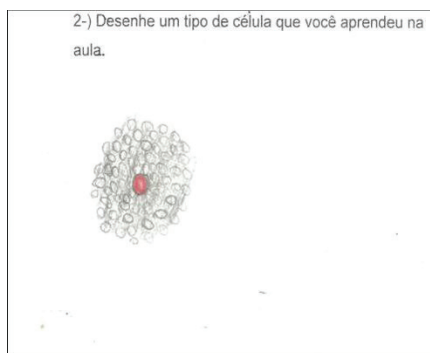 2-) Desenhe um tipo de célula que você aprendeu na
aula.